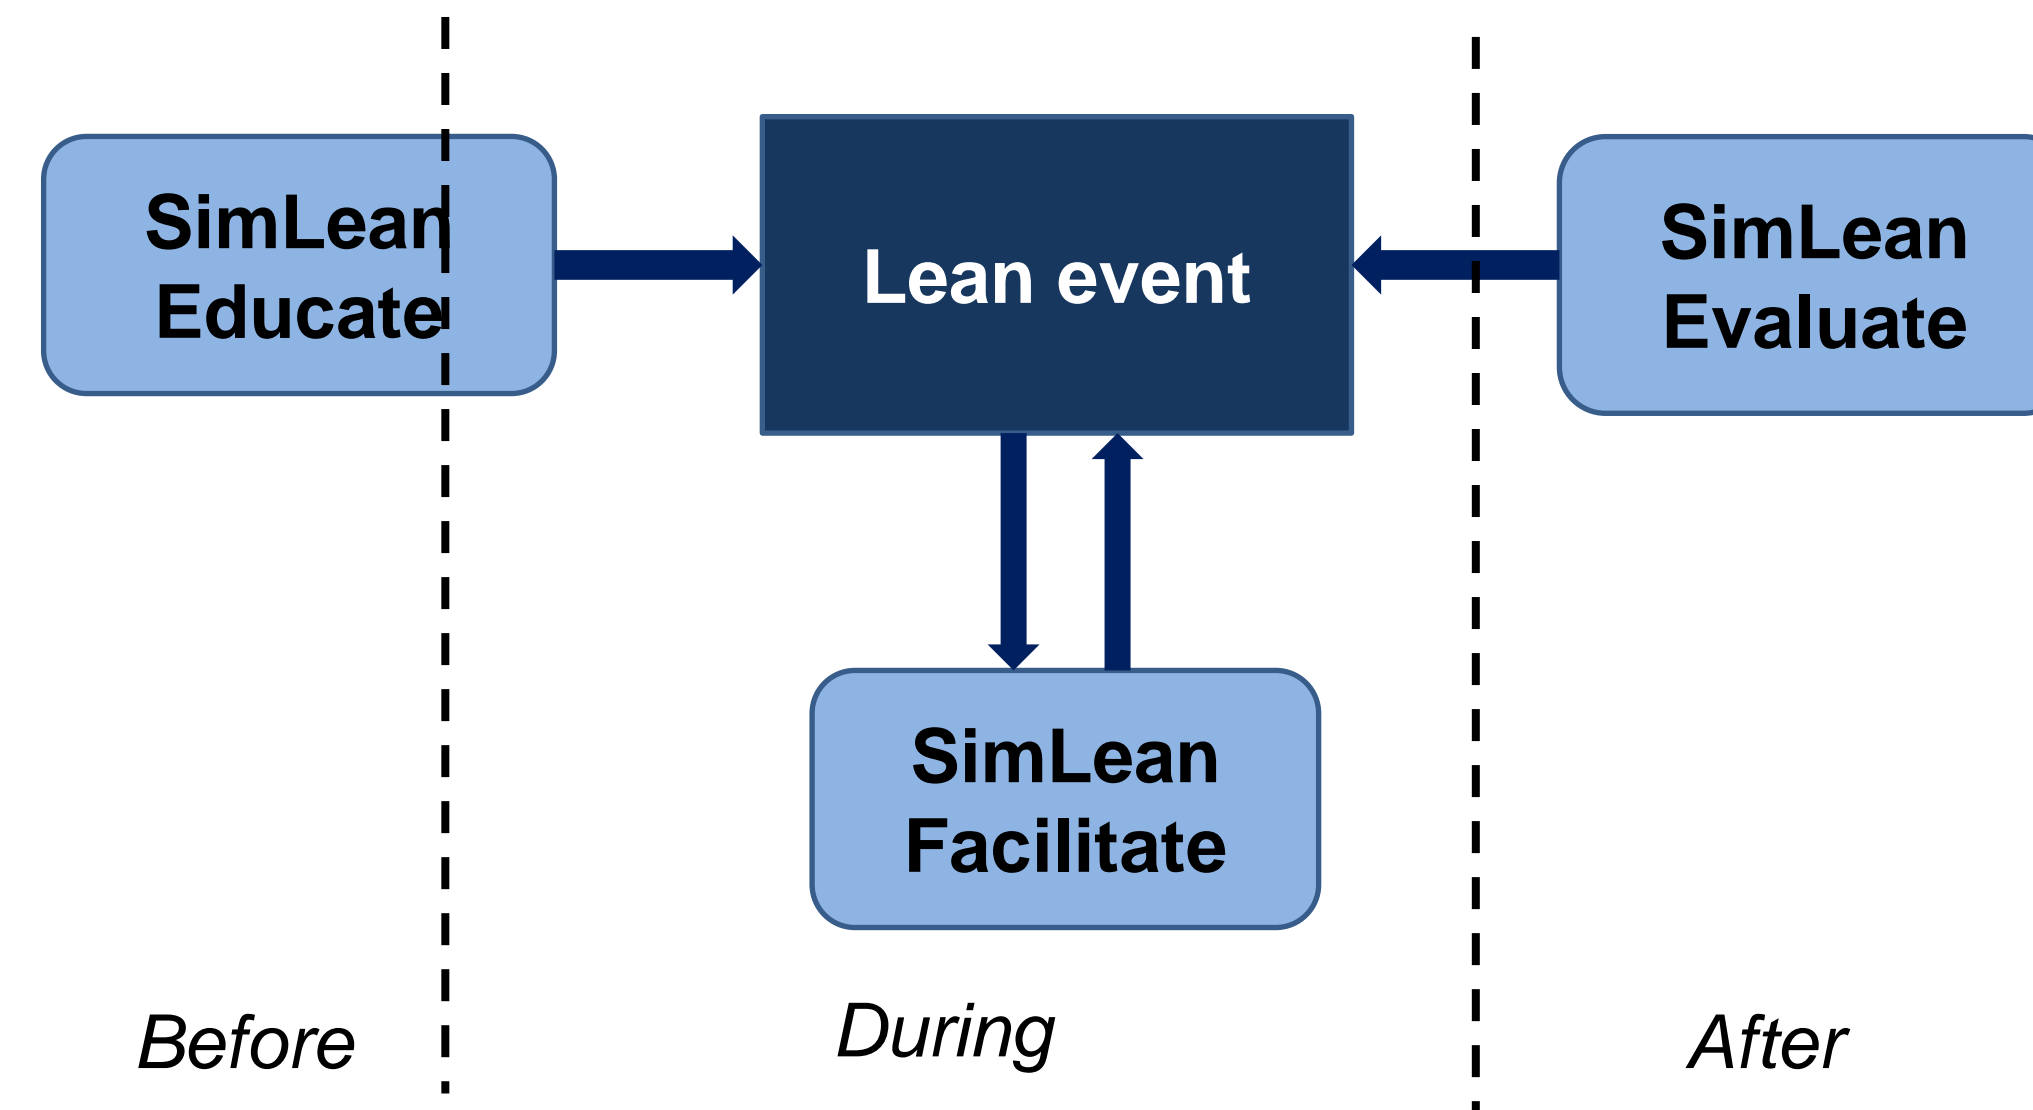 SimLean
Educate
Lean event
SimLean
Evaluate
SimLean
Facilitate
Before
During
After